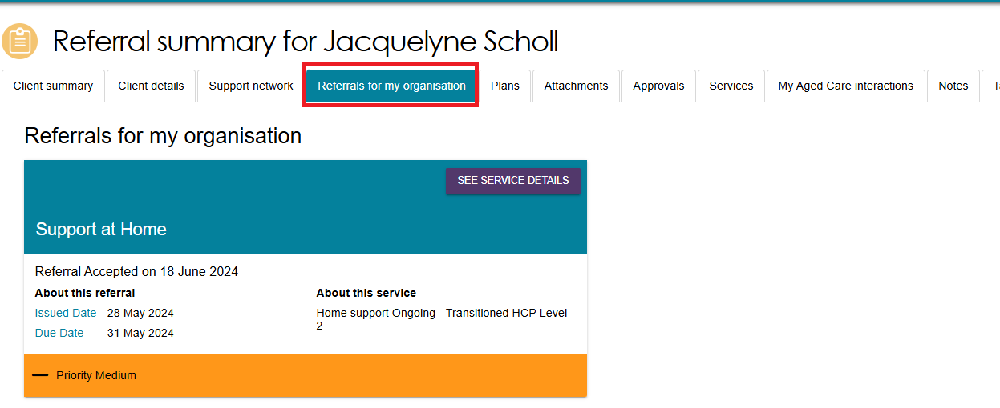 Referral summary for Jacquelyne Scholl
Client summary
Client details
Support network
Referrals for my organisation
Plans
Attachments
Approvals
Services
My Aged Care interactions
Notes
Referrals for my organisation
SEE SERVICE DETAILS
Support at Home
Referral Accepted on 18 June 2024
About this referral
Issued Date 28 May 2024
Due Date 31 May 2024
About this service
Home support Ongoing - Transitioned HCP Level
2
Priority Medium